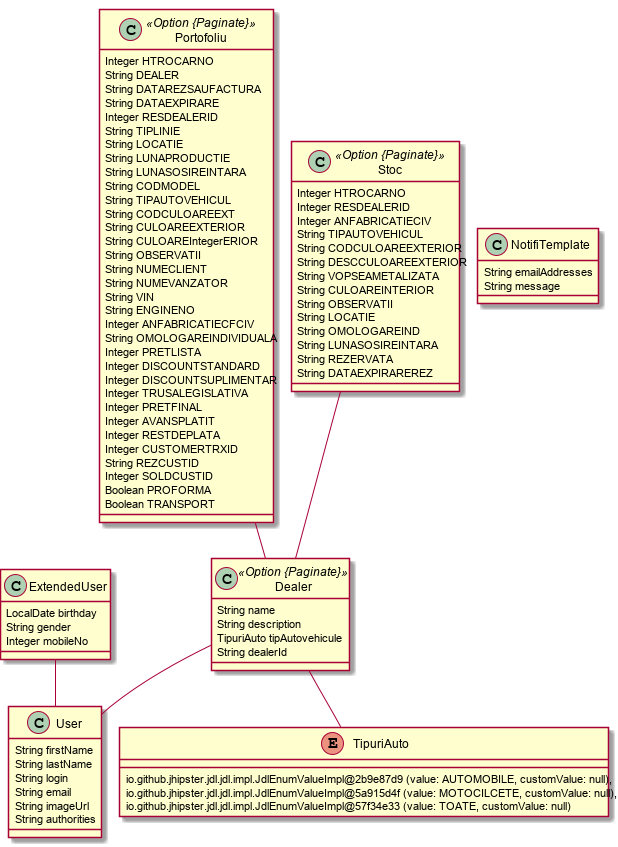 C
«Option {Paginate}»
Portofoliu
Integer HTROCARNO
String DEALER
String DATAREZSAUFACTURA
String DATAEXPIRARE
Integer RESDEALERID
String TIPLINIE
String LOCATIE
String LUNAPRODUCTIE
String LUNASOSIREINTARA
String CODMODEL
String TIPAUTOVEHICUL
String CODCULOAREEXT
String CULOAREEXTERIOR
String CULOAREIntegerERIOR
String OBSERVATII
String NUMECLIENT
String NUMEVANZATOR
String VIN
String ENGINENO
Integer ANFABRICATIECFCIV
String OMOLOGAREINDIVIDUALA
Integer PRETLISTA
Integer DISCOUNTSTANDARD
Integer DISCOUNTSUPLIMENTAR
Integer TRUSALEGISLATIVA
Integer PRETFINAL
Integer AVANSPLATIT
Integer RESTDEPLATA
Integer CUSTOMERTRXID
String REZCUSTID
Integer SOLDCUSTID
Boolean PROFORMA
Boolean TRANSPORT
C
«Option {Paginate}»
Stoc
Integer HTROCARNO
Integer RESDEALERID
Integer ANFABRICATIECIV
String TIPAUTOVEHICUL
String CODCULOAREEXTERIOR
String DESCCULOAREEXTERIOR
String VOPSEAMETALIZATA
String CULOAREINTERIOR
String OBSERVATII
String LOCATIE
String OMOLOGAREIND
String LUNASOSIREINTARA
String REZERVATA
String DATAEXPIRAREREZ
C
NotifiTemplate
String emailAddresses
String message
C
ExtendedUser
LocalDate birthday
String gender
Integer mobileNo
C
«Option {Paginate}»
Dealer
String name
String description
TipuriAuto tipAutovehicule
String dealerId
C
User
String firstName
String lastName
String login
String email
String imageUrl
String authorities
E
TipuriAuto
io.github.jhipster.jdl.jdl.impl.JdlEnumValueImpl@2b9e87d9 (value: AUTOMOBILE, customValue: null),
io.github.jhipster.jdl.jdl.impl.JdlEnumValueImpl@5a915d4f (value: MOTOCILCETE, customValue: null),
io.github.jhipster.jdl.jdl.impl.JdlEnumValueImpl@57f34e33 (value: TOATE, customValue: null)